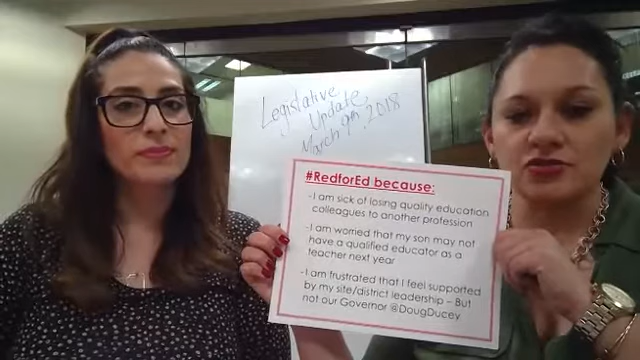 Legislative
Update,
March 9th, 2018
#RedforEd because:
-I am sick of losing quality education
colleagues to another profession
-I am worried that my son may not
have a qualified educator as a
teacher next year
-I am frustrated that I feel supported
by my site/district leadership – But
not our Governor @DougDucey